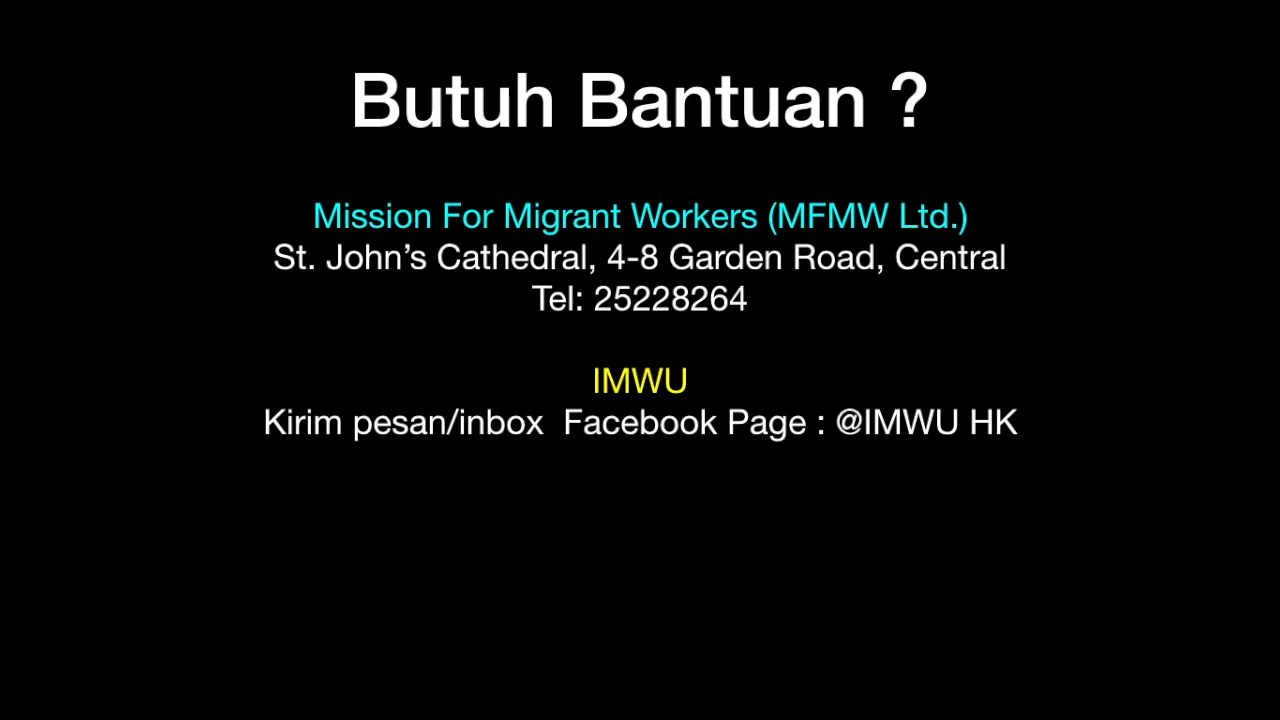 Butuh Bantuan ?
Mission For Migrant Workers (MFMW Ltd.)
St. John’s Cathedral, 4-8 Garden Road, Central
Tel: 25228264
IMWU
Kirim pesan/inbox  Facebook Page : @IMWU HK